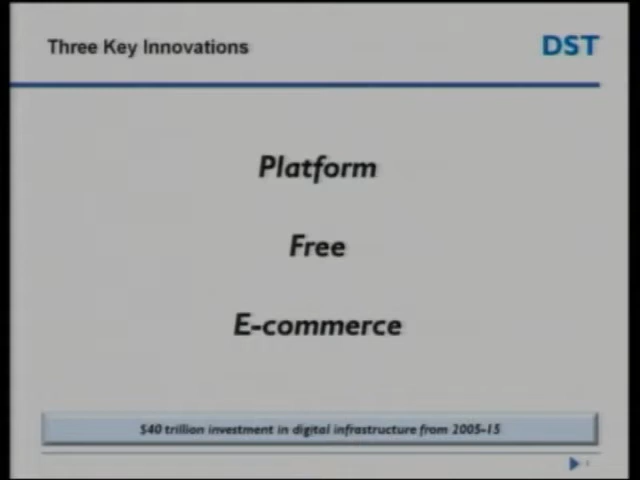 Three Key Innovations
DST
Platform
Free
E-commerce
$40 trillion investment in digital infrastructure from 2005-15